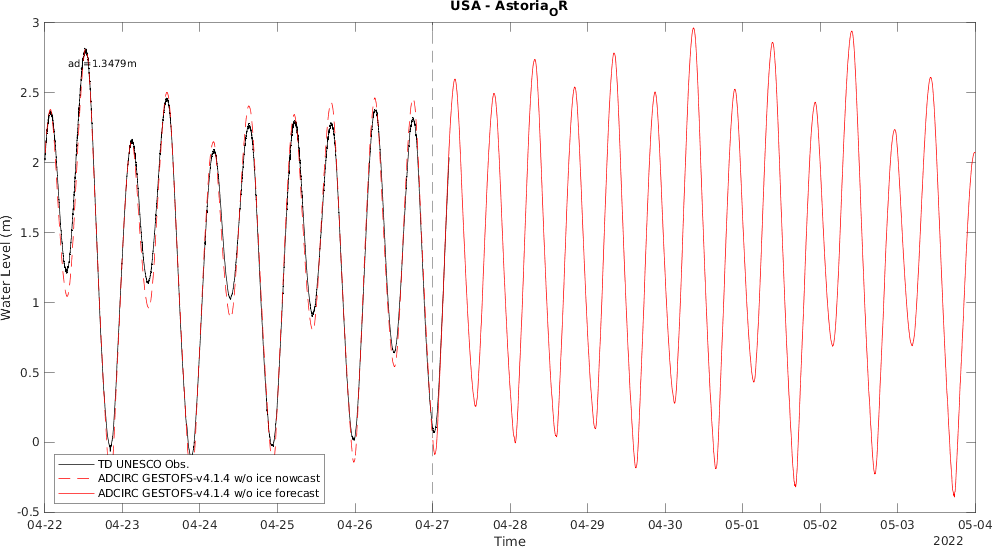 USA - Astoria_OR
ad = 1.3479m
3
2.5
2
1.5
1
0.5
0
-0.5
Water Level (m)
TD UNESCO Obs.
ADCIRC GESTOFS-v4.1.4 w/o ice nowcast
ADCIRC GESTOFS-v4.1.4 w/o ice forecast
04-22 04-23 04-24 04-25 04-26 04-27 04-28 04-29 04-30 05-01 05-02 05-03 05-04
Time
2022